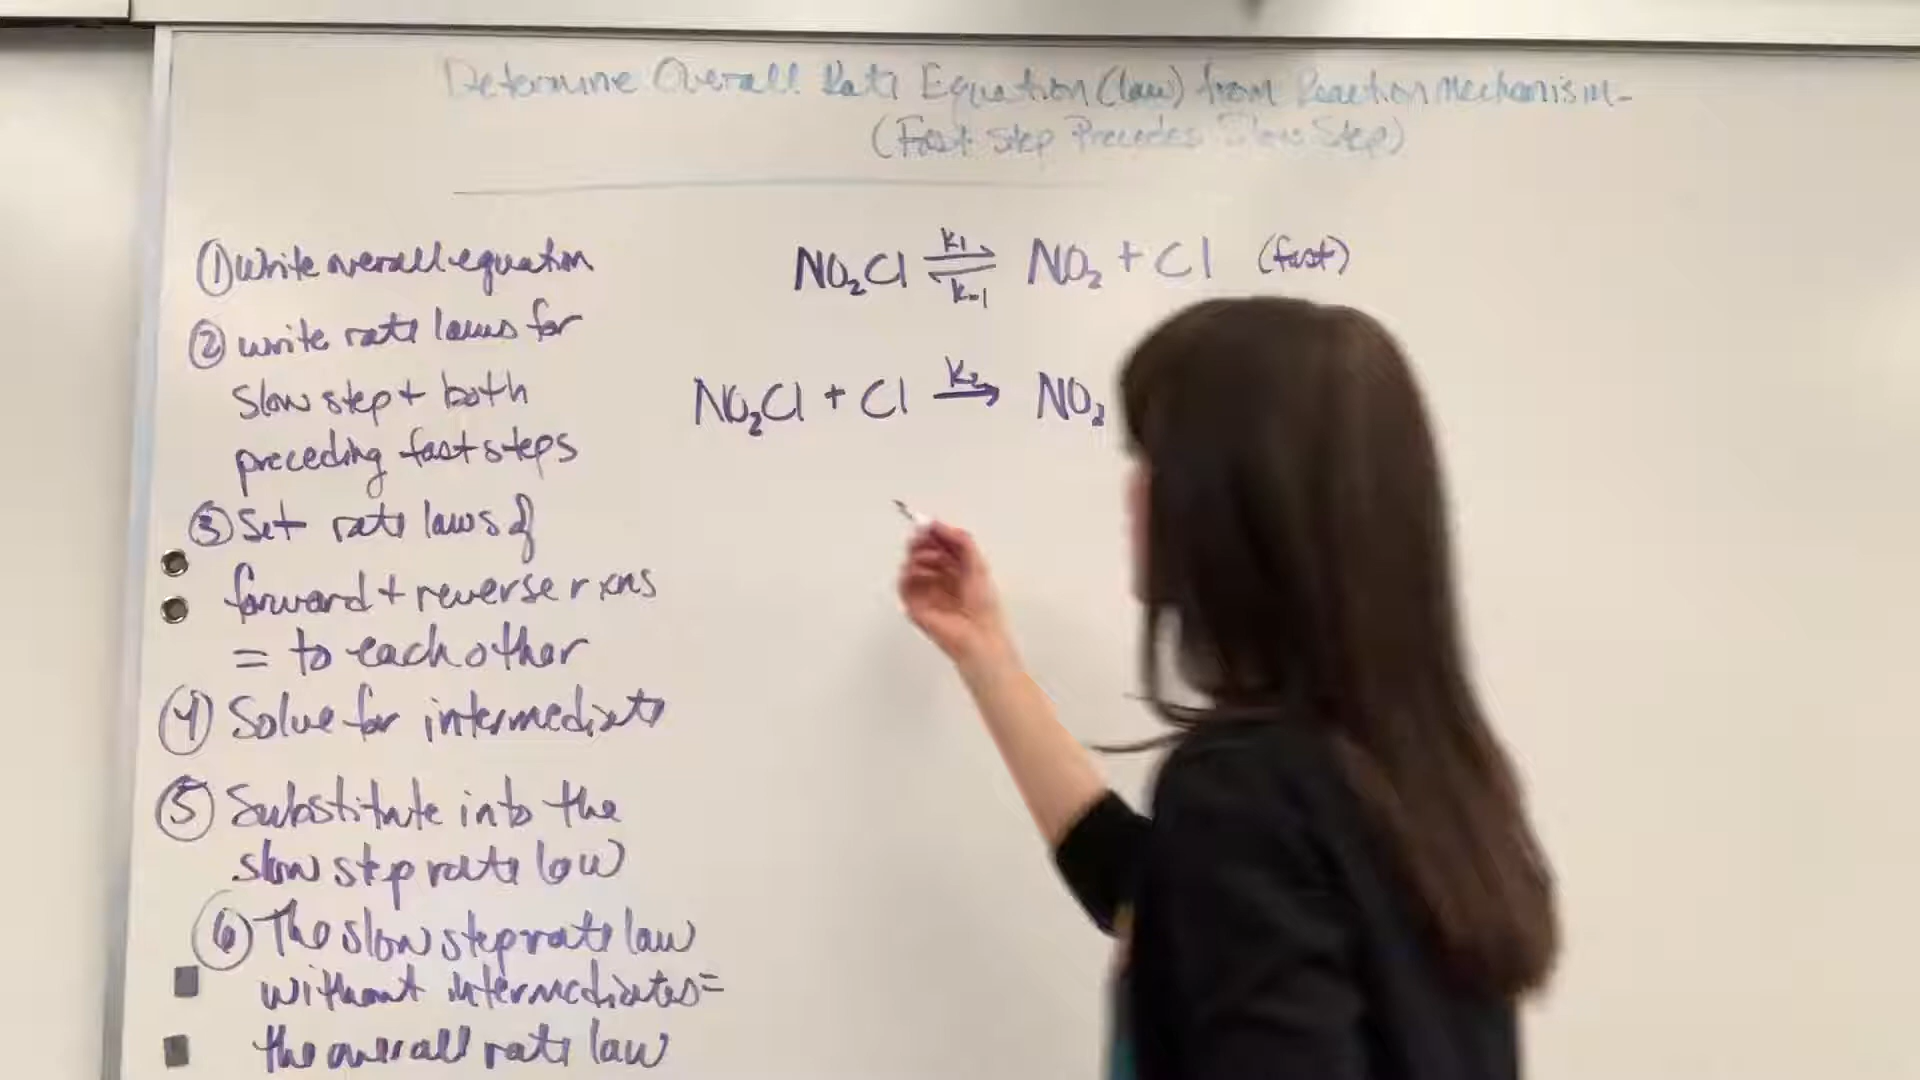 Determine Overall Rate Equation (law) from Reaction Mechanism-
(Fast Step Precedes Slow Step)
① Write overall equation
② write rate laws for
slow step + both
preceding fast steps
③ Set rate laws of
forward + reverse rxns
= to each other
④ Solve for intermediate
⑤ Substitute into the
slow step rate law
⑥ The slow step rate law
without intermediates =
the overall rate law
NO₂Cl ⇌ NO₂ + Cl (fast)
k₁
k₋₁
NO₂Cl + Cl → NO₂
k₂